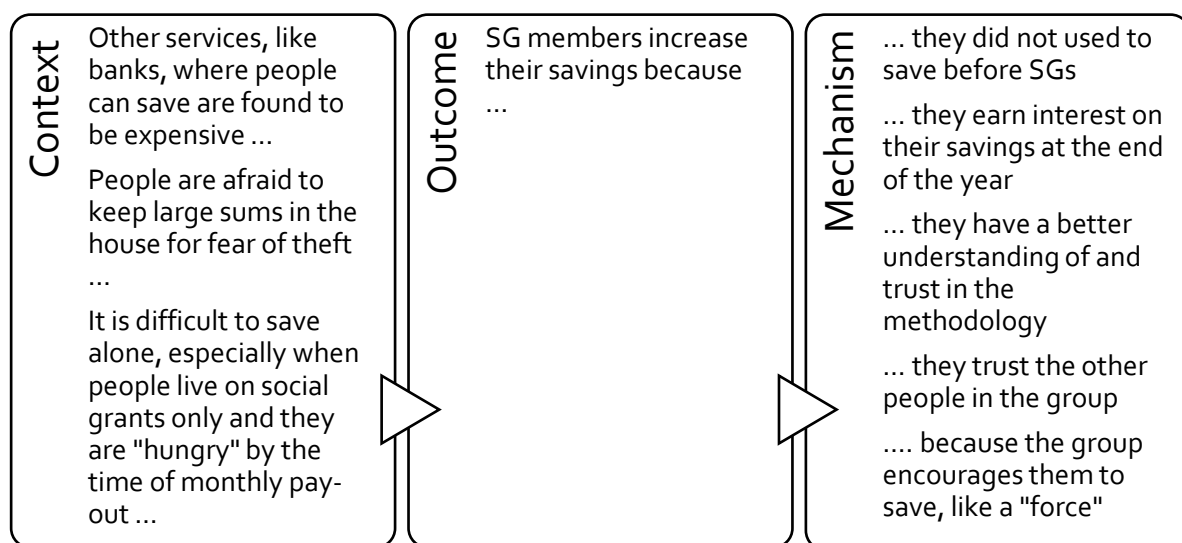 Context
Other services, like
banks, where people
can save are found to
be expensive ...
People are afraid to
keep large sums in the
house for fear of theft
...
It is difficult to save
alone, especially when
people live on social
grants only and they
are "hungry" by the
time of monthly pay-
out ...
Outcome
SG members increase
their savings because
...
Mechanism
... they did not used to
save before SGs
... they earn interest on
their savings at the end
of the year
... they have a better
understanding of and
trust in the
methodology
... they trust the other
people in the group
.... because the group
encourages them to
save, like a "force"